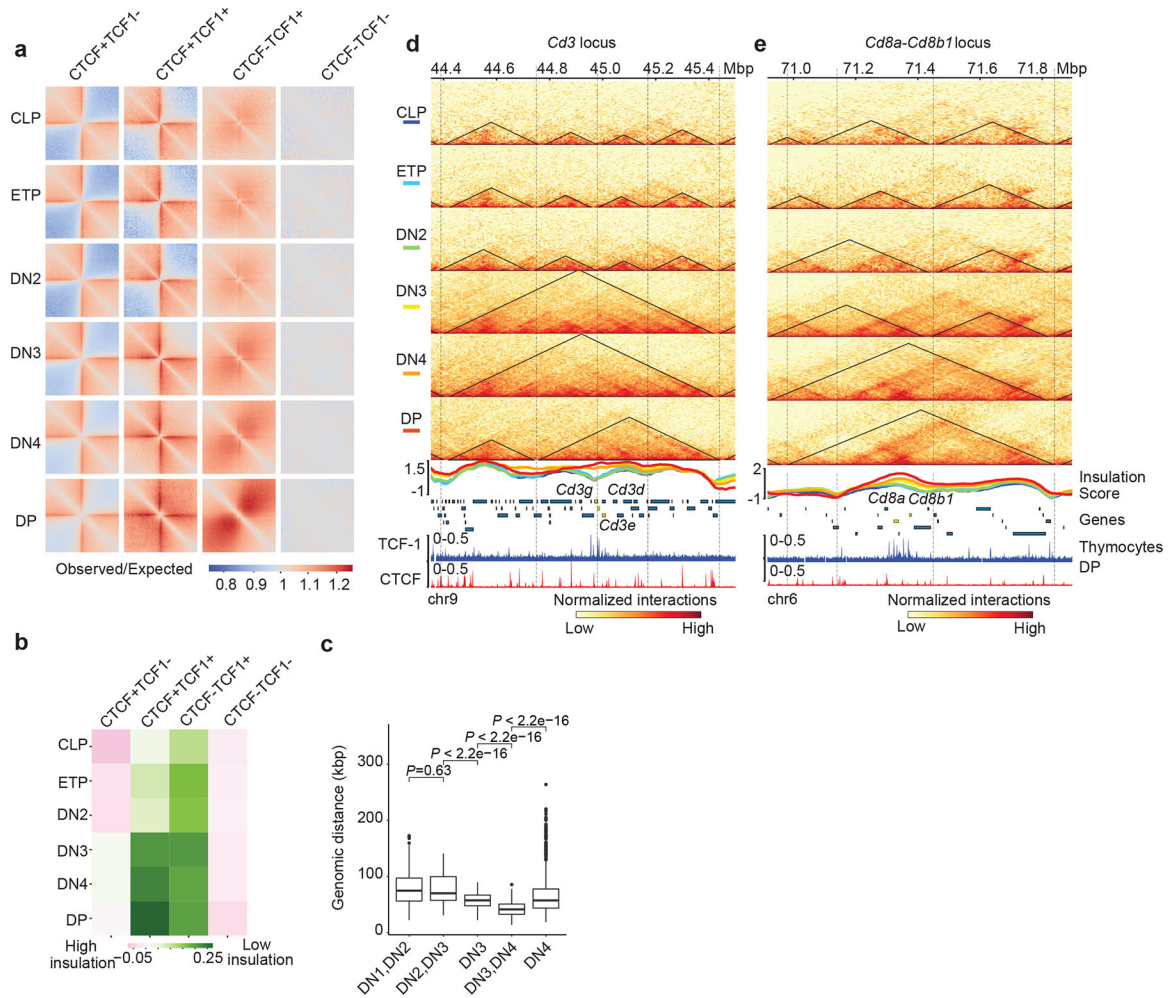 a
CTCF+TCF1-
CTCF+TCF1+
CTCF-TCF1+
CTCF-TCF1-
CLP
ETP
DN2
DN3
DN4
DP
Observed/Expected
0.8 0.9 1 1.1 1.2
d
Cd3 locus
44.4 44.6 44.8 45.0 45.2 45.4 Mbp
CLP
ETP
DN2
DN3
DN4
DP
1.5
-1
Cd3g Cd3d
Cd3e
TCF-1 0-0.5
CTCF 0-0.5
chr9
Normalized interactions
Low High
e
Cd8a-Cd8b1 locus
71.0 71.2 71.4 71.6 71.8 Mbp
2
-1
Insulation
Score
Cd8a Cd8b1
Genes
0-0.5
Thymocytes
0-0.5
DP
chr6
Normalized interactions
Low High
b
CTCF+TCF1-
CTCF+TCF1+
CTCF-TCF1+
CTCF-TCF1-
CLP
ETP
DN2
DN3
DN4
DP
High
insulation
-0.05 0.25
Low
insulation
c
Genomic distance (kbp)
300
200
100
0
P=0.63
P < 2.2e−16
P < 2.2e−16
P < 2.2e−16
DN1,DN2
DN2,DN3
DN3
DN3,DN4
DN4